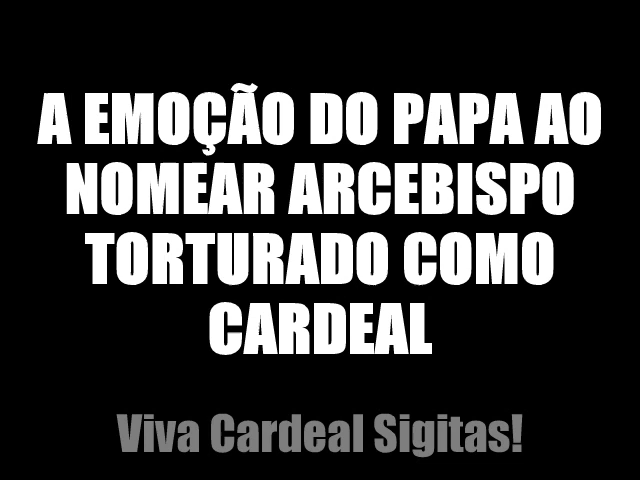 A EMOÇÃO DO PAPA AO
NOMEAR ARCEBISPO
TORTURADO COMO
CARDEAL
Viva Cardeal Sigitas!